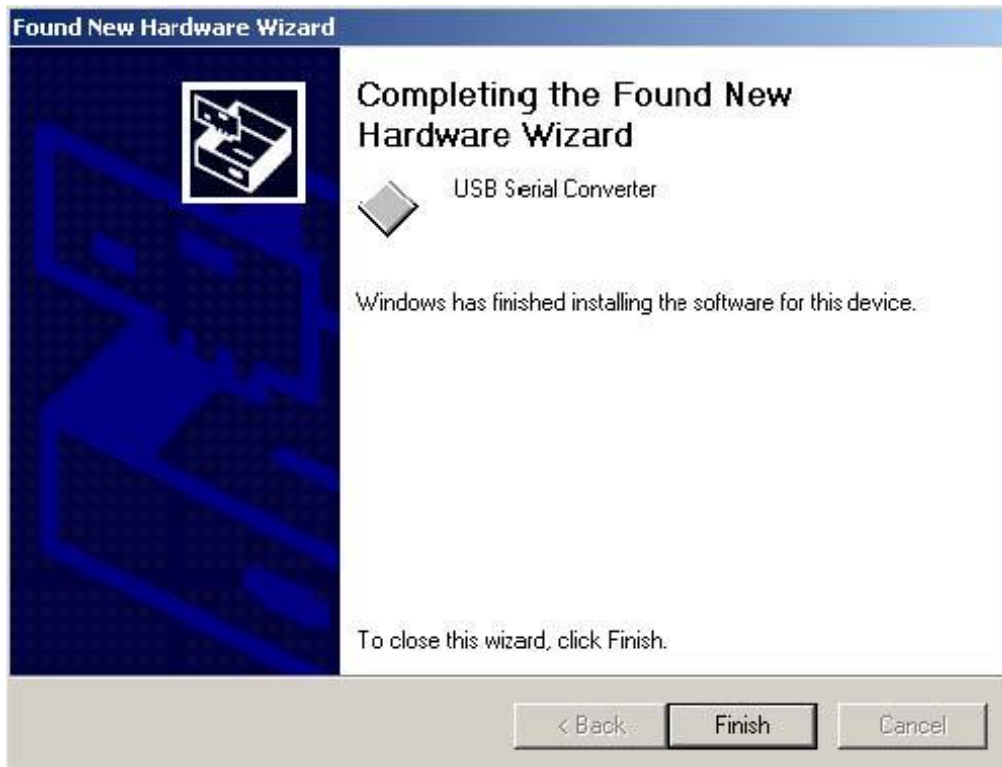 Found New Hardware Wizard
Completing the Found New
Hardware Wizard
USB Serial Converter
Windows has finished installing the software for this device.
To close this wizard, click Finish.
< Back Finish Cancel